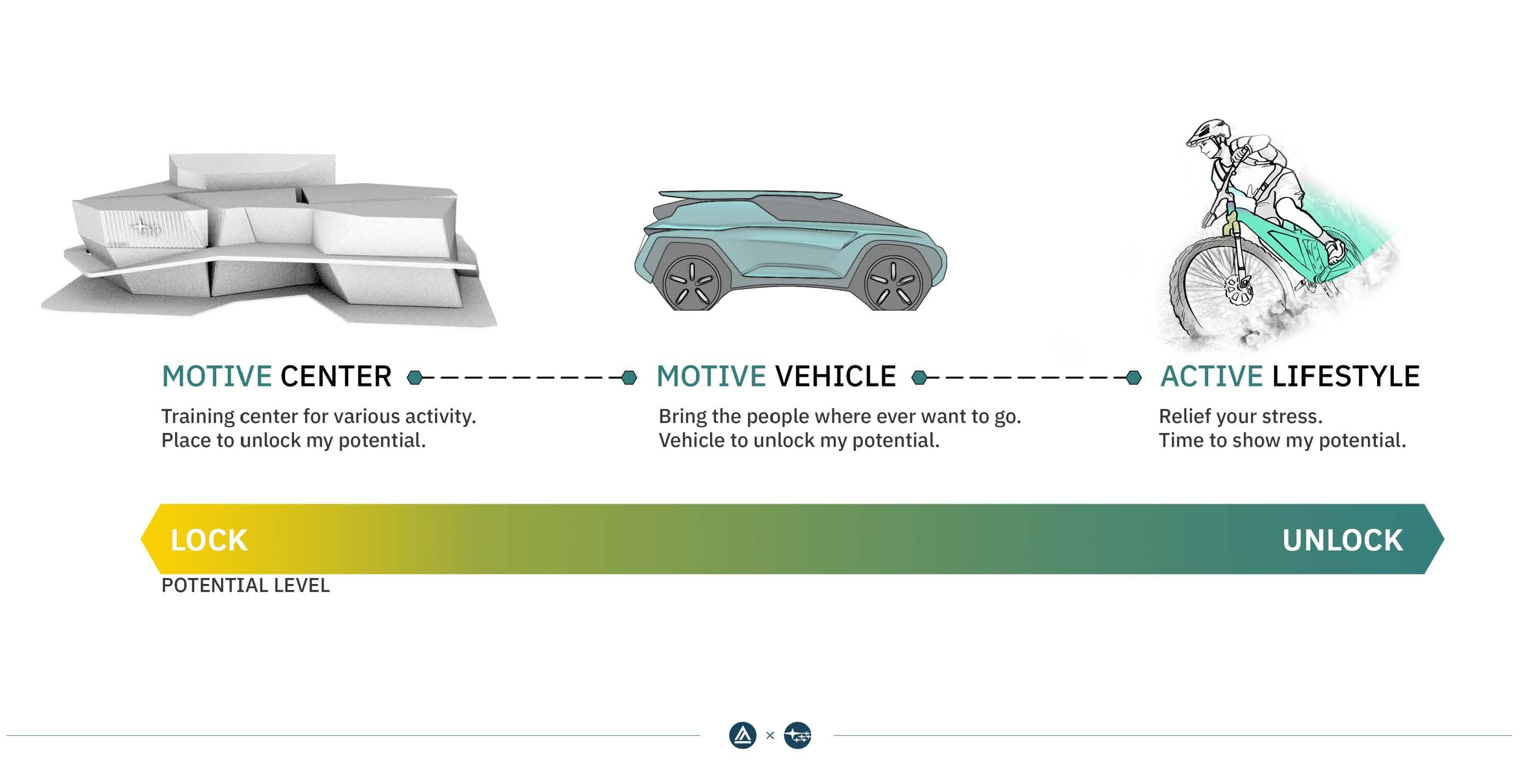 MOTIVE CENTER
Training center for various activity.
Place to unlock my potential.
MOTIVE VEHICLE
Bring the people where ever want to go.
Vehicle to unlock my potential.
ACTIVE LIFESTYLE
Relief your stress.
Time to show my potential.
LOCK
UNLOCK
POTENTIAL LEVEL
×